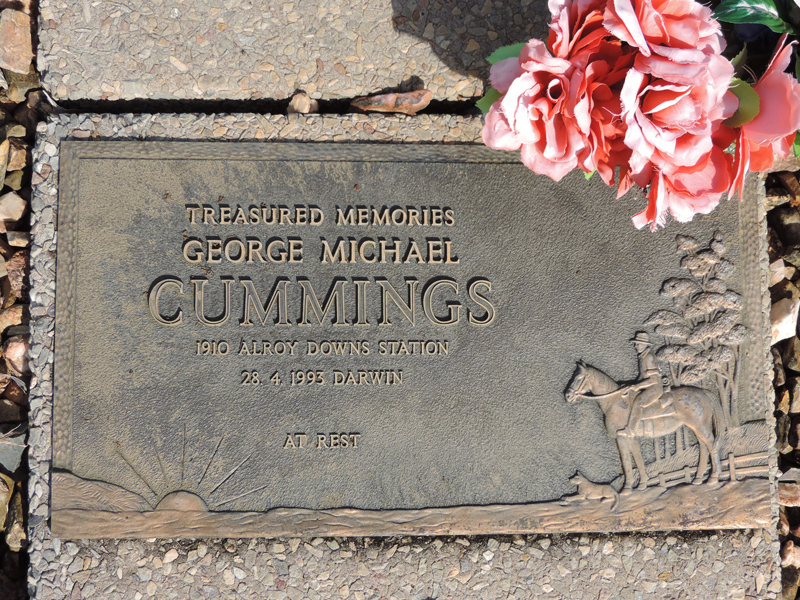 TREASURED MEMORIES
GEORGE MICHAEL
CUMMINGS
1910 ALROY DOWNS STATION
28. 4. 1993 DARWIN
AT REST